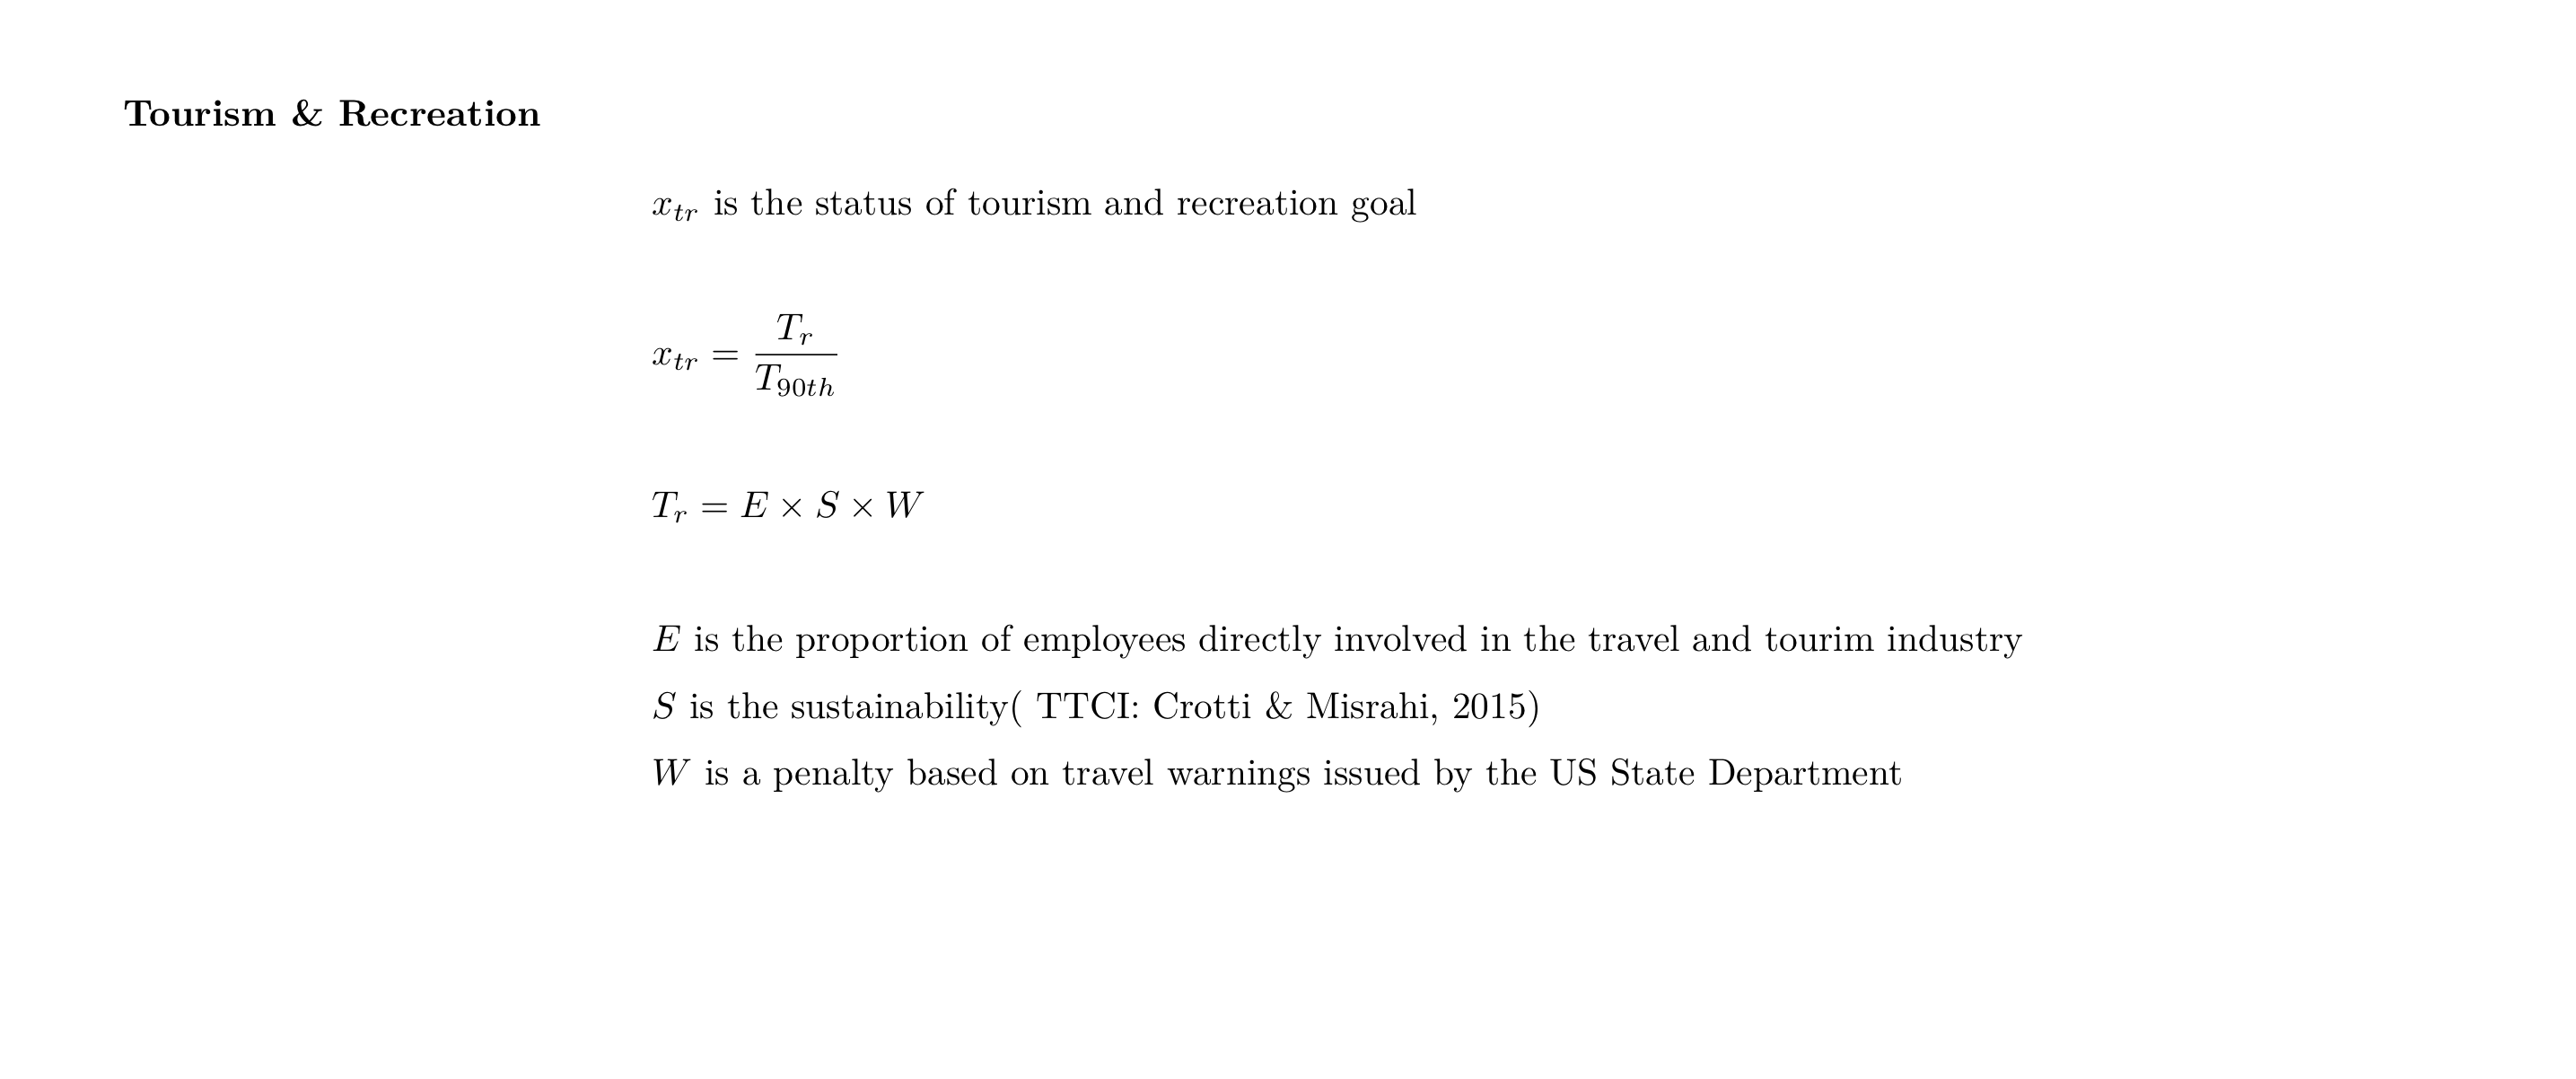 Tourism & Recreation
x_{tr} is the status of tourism and recreation goal
x_{tr} = \frac{T_r}{T_{90th}}
T_r = E × S × W
E is the proportion of employees directly involved in the travel and tourim industry
S is the sustainability( TTCI: Crotti & Misrahi, 2015)
W is a penalty based on travel warnings issued by the US State Department